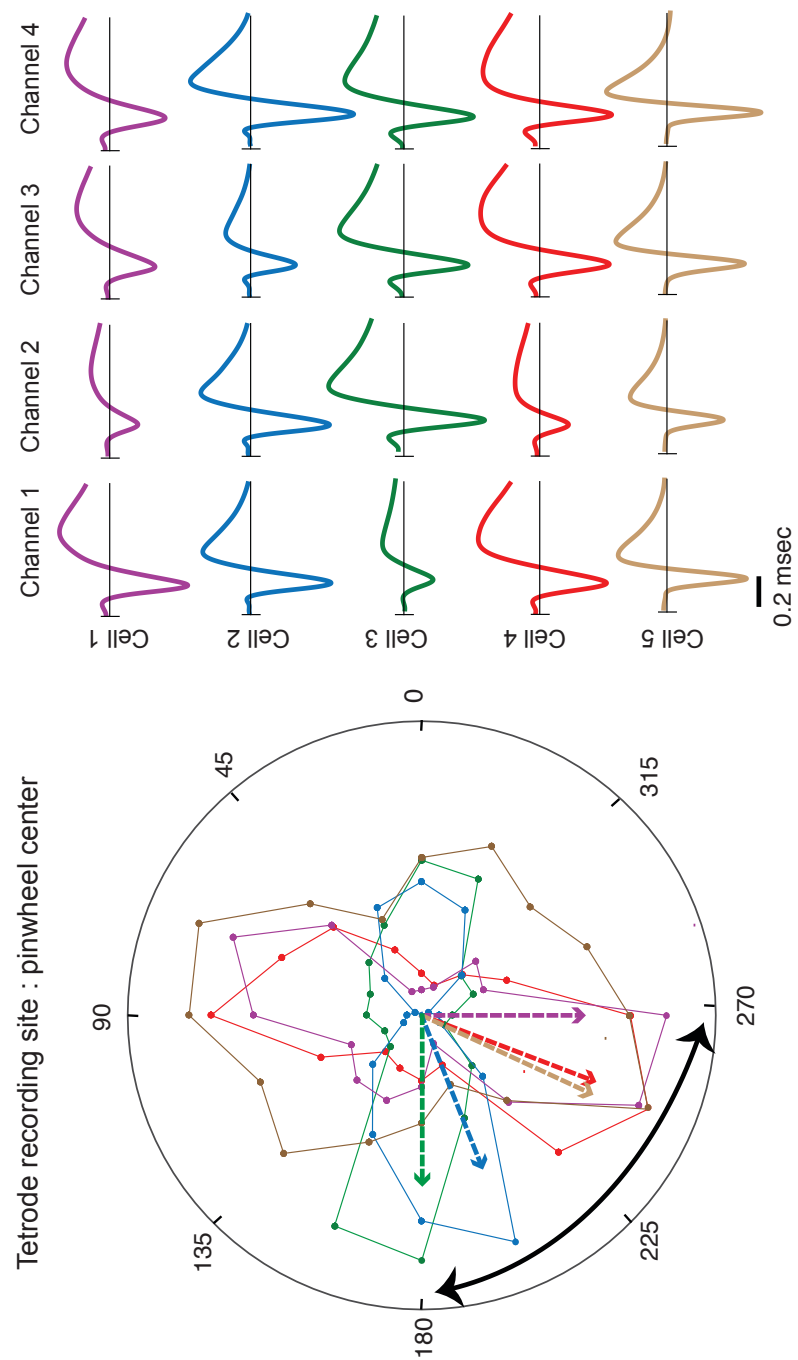 Tetrode recording site : pinwheel center
0
45
90
135
180
225
270
315
Channel 1
Channel 2
Channel 3
Channel 4
Cell 1
Cell 2
Cell 3
Cell 4
Cell 5
0.2 msec